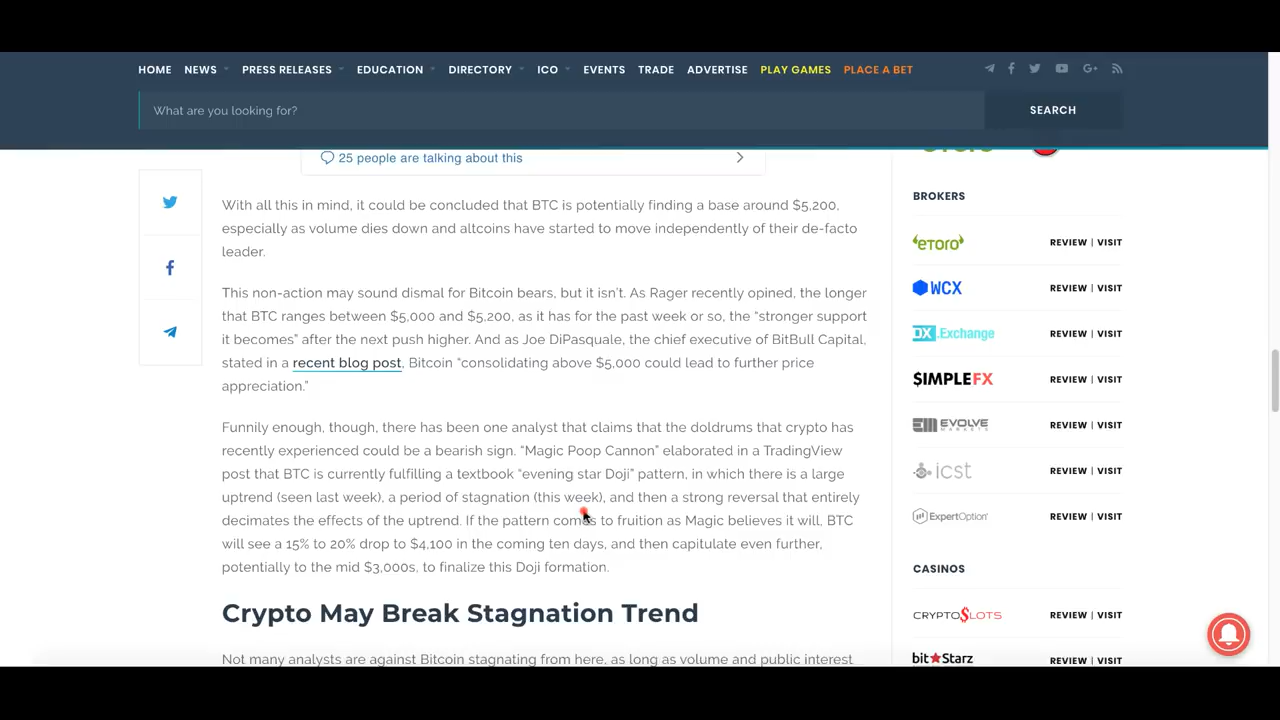 HOME NEWS PRESS RELEASES EDUCATION DIRECTORY ICO EVENTS TRADE ADVERTISE PLAY GAMES PLACE A BET
What are you looking for? SEARCH
25 people are talking about this
With all this in mind, it could be concluded that BTC is potentially finding a base around $5,200,
especially as volume dies down and altcoins have started to move independently of their de-facto
leader.
This non-action may sound dismal for Bitcoin bears, but it isn't. As Rager recently opined, the longer
that BTC ranges between $5,000 and $5,200, as it has for the past week or so, the “stronger support
it becomes” after the next push higher. And as Joe DiPasquale, the chief executive of BitBull Capital,
stated in a recent blog post, Bitcoin “consolidating above $5,000 could lead to further price
appreciation.”
Funnily enough, though, there has been one analyst that claims that the doldrums that crypto has
recently experienced could be a bearish sign. “Magic Poop Cannon” elaborated in a TradingView
post that BTC is currently fulfilling a textbook “evening star Doji” pattern, in which there is a large
uptrend (seen last week), a period of stagnation (this week), and then a strong reversal that entirely
decimates the effects of the uptrend. If the pattern comes to fruition as Magic believes it will, BTC
will see a 15% to 20% drop to $4,100 in the coming ten days, and then capitulate even further,
potentially to the mid $3,000s, to finalize this Doji formation.
Crypto May Break Stagnation Trend
Not many analysts are against Bitcoin stagnating from here, as long as volume and public interest
BROKERS
eToro REVIEW | VISIT
WCX REVIEW | VISIT
DX.Exchange REVIEW | VISIT
$IMPLEFX REVIEW | VISIT
EVOLVE MARKETS REVIEW | VISIT
icst REVIEW | VISIT
ExpertOption REVIEW | VISIT
CASINOS
CRYPTO$LOTS REVIEW | VISIT
bit★Starz REVIEW | VISIT